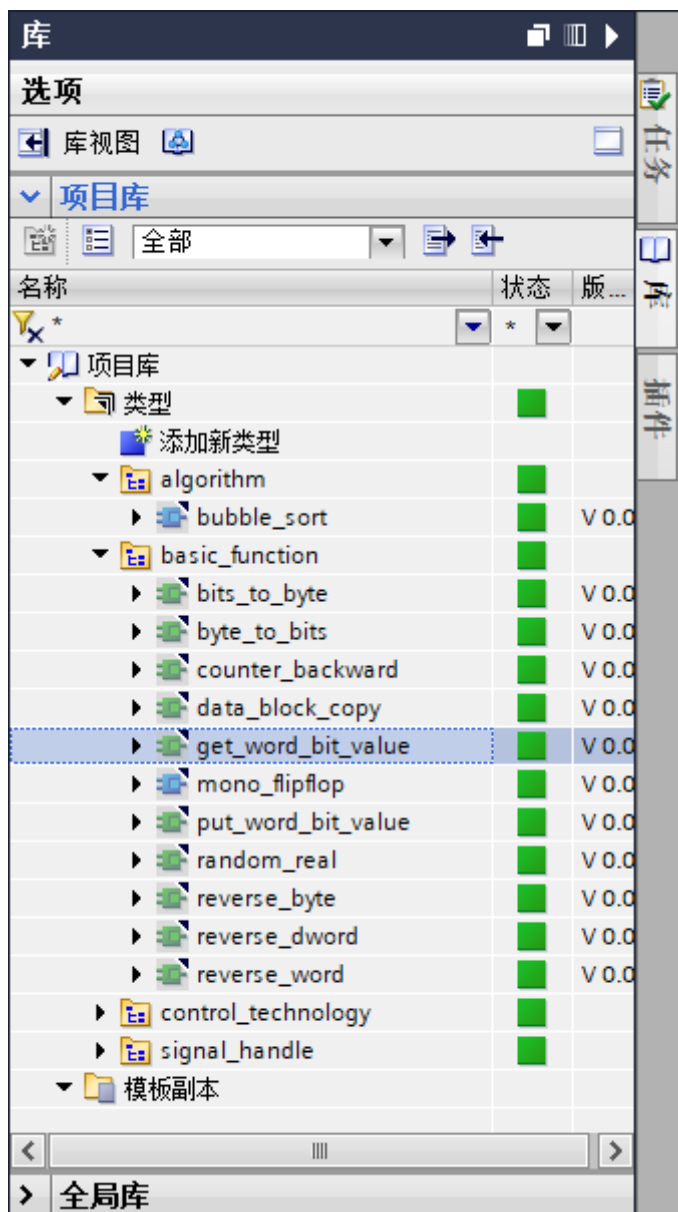 库
选项
库视图
项目库
全部
名称 状态 版...
* *
项目库
类型
添加新类型
algorithm
bubble_sort V 0.0
basic_function
bits_to_byte V 0.0
byte_to_bits V 0.0
counter_backward V 0.0
data_block_copy V 0.0
get_word_bit_value V 0.0
mono_flipflop V 0.0
put_word_bit_value V 0.0
random_real V 0.0
reverse_byte V 0.0
reverse_dword V 0.0
reverse_word V 0.0
control_technology
signal_handle
模板副本
全局库
任务
库
插件